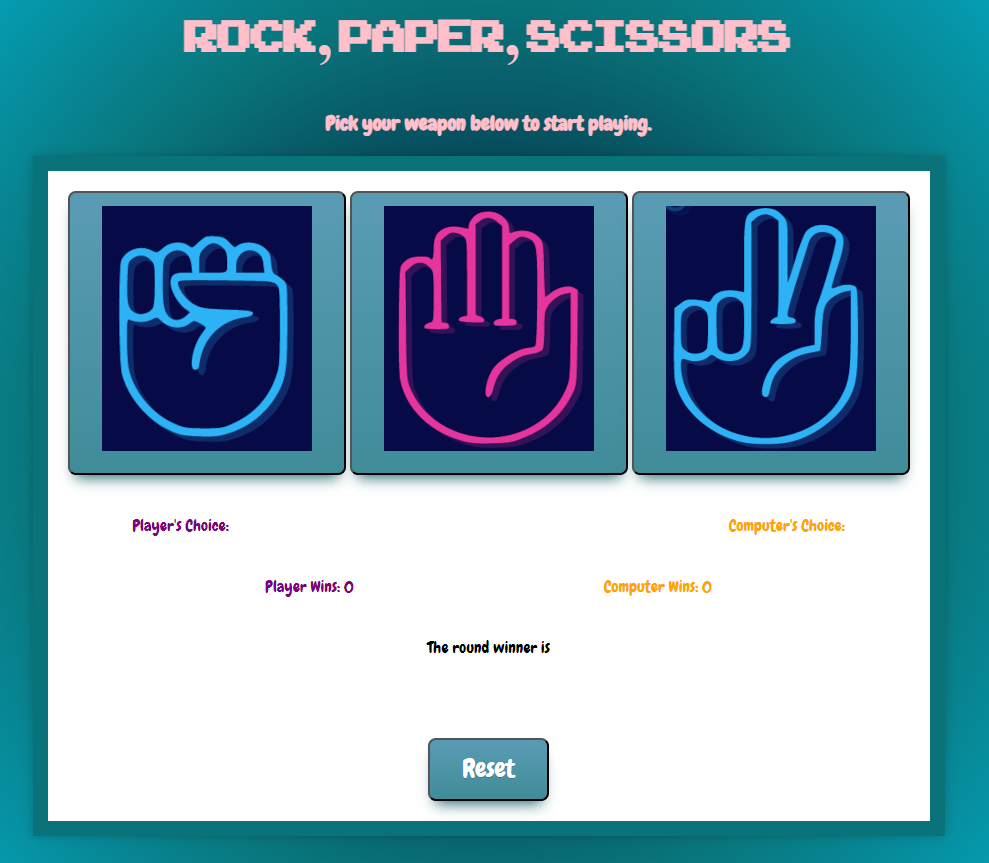 ROCK, PAPER, SCISSORS
Pick your weapon below to start playing.
Player's Choice:
Computer's Choice:
Player Wins: 0
Computer Wins: 0
The round winner is
Reset